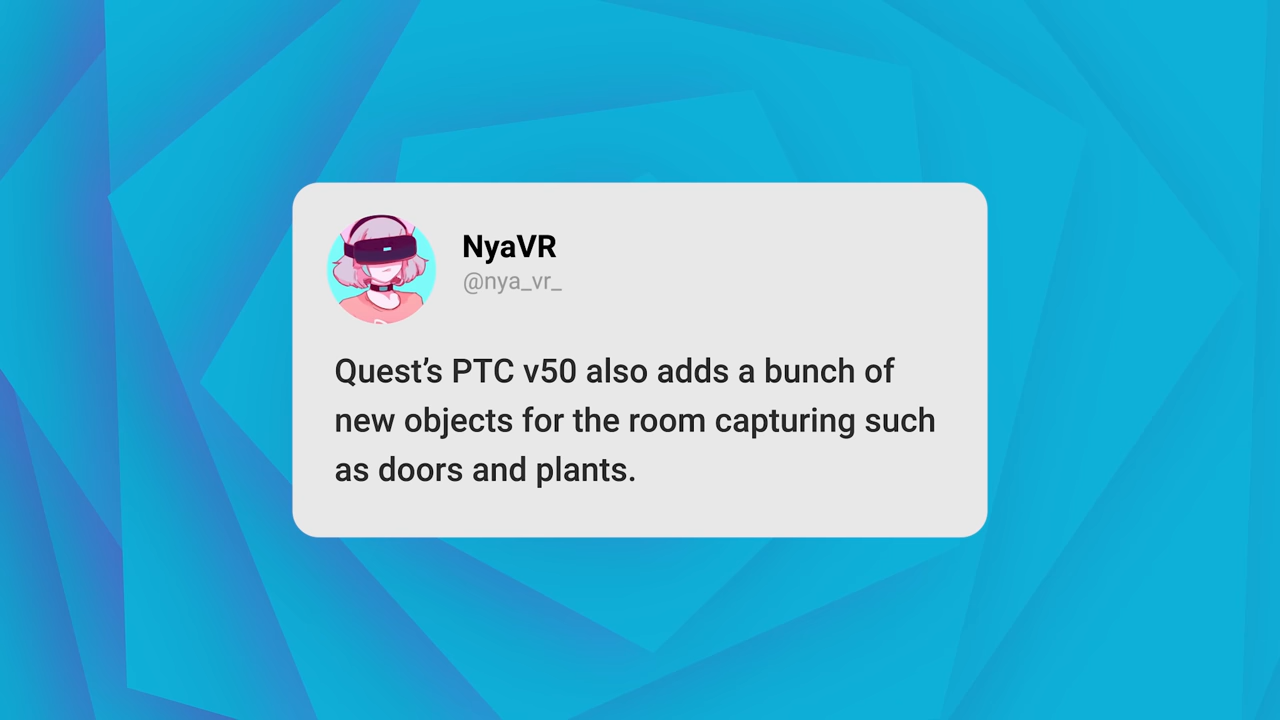 NyaVR
@nya_vr_
Quest’s PTC v50 also adds a bunch of
new objects for the room capturing such
as doors and plants.